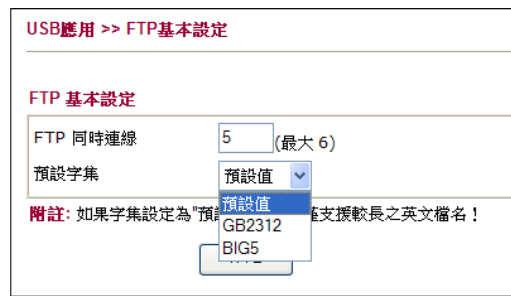 USB應用 >> FTP基本設定
FTP 基本設定
FTP 同時連線 5 (最大 6)
預設字集 預設值
預設值
GB2312
BIG5
附註: 如果字集設定為"預 支援較長之英文檔名！